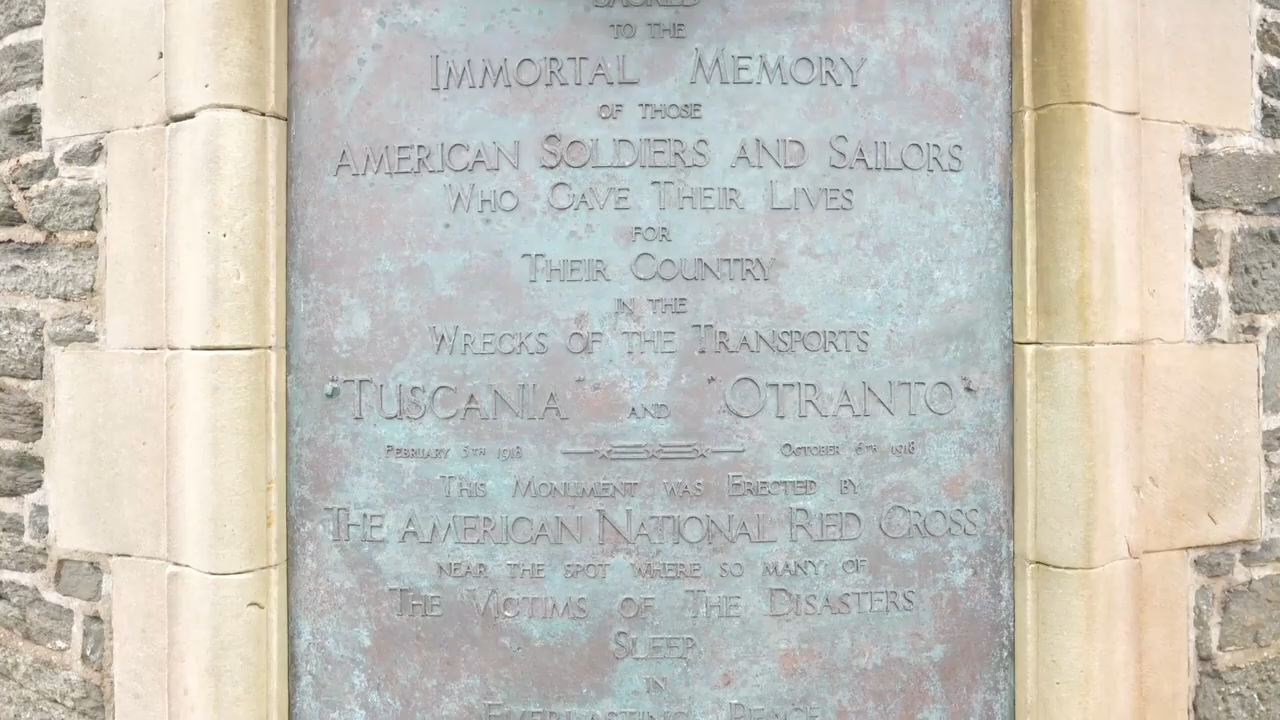 SACRED
TO THE
IMMORTAL MEMORY
OF THOSE
AMERICAN SOLDIERS AND SAILORS
WHO GAVE THEIR LIVES
FOR
THEIR COUNTRY
IN THE
WRECKS OF THE TRANSPORTS
"TUSCANIA" AND "OTRANTO"
FEBRUARY 5TH 1918 OCTOBER 6TH 1918
THIS MONUMENT WAS ERECTED BY
THE AMERICAN NATIONAL RED CROSS
NEAR THE SPOT WHERE SO MANY OF
THE VICTIMS OF THE DISASTERS
SLEEP
IN
EVERLASTING PEACE